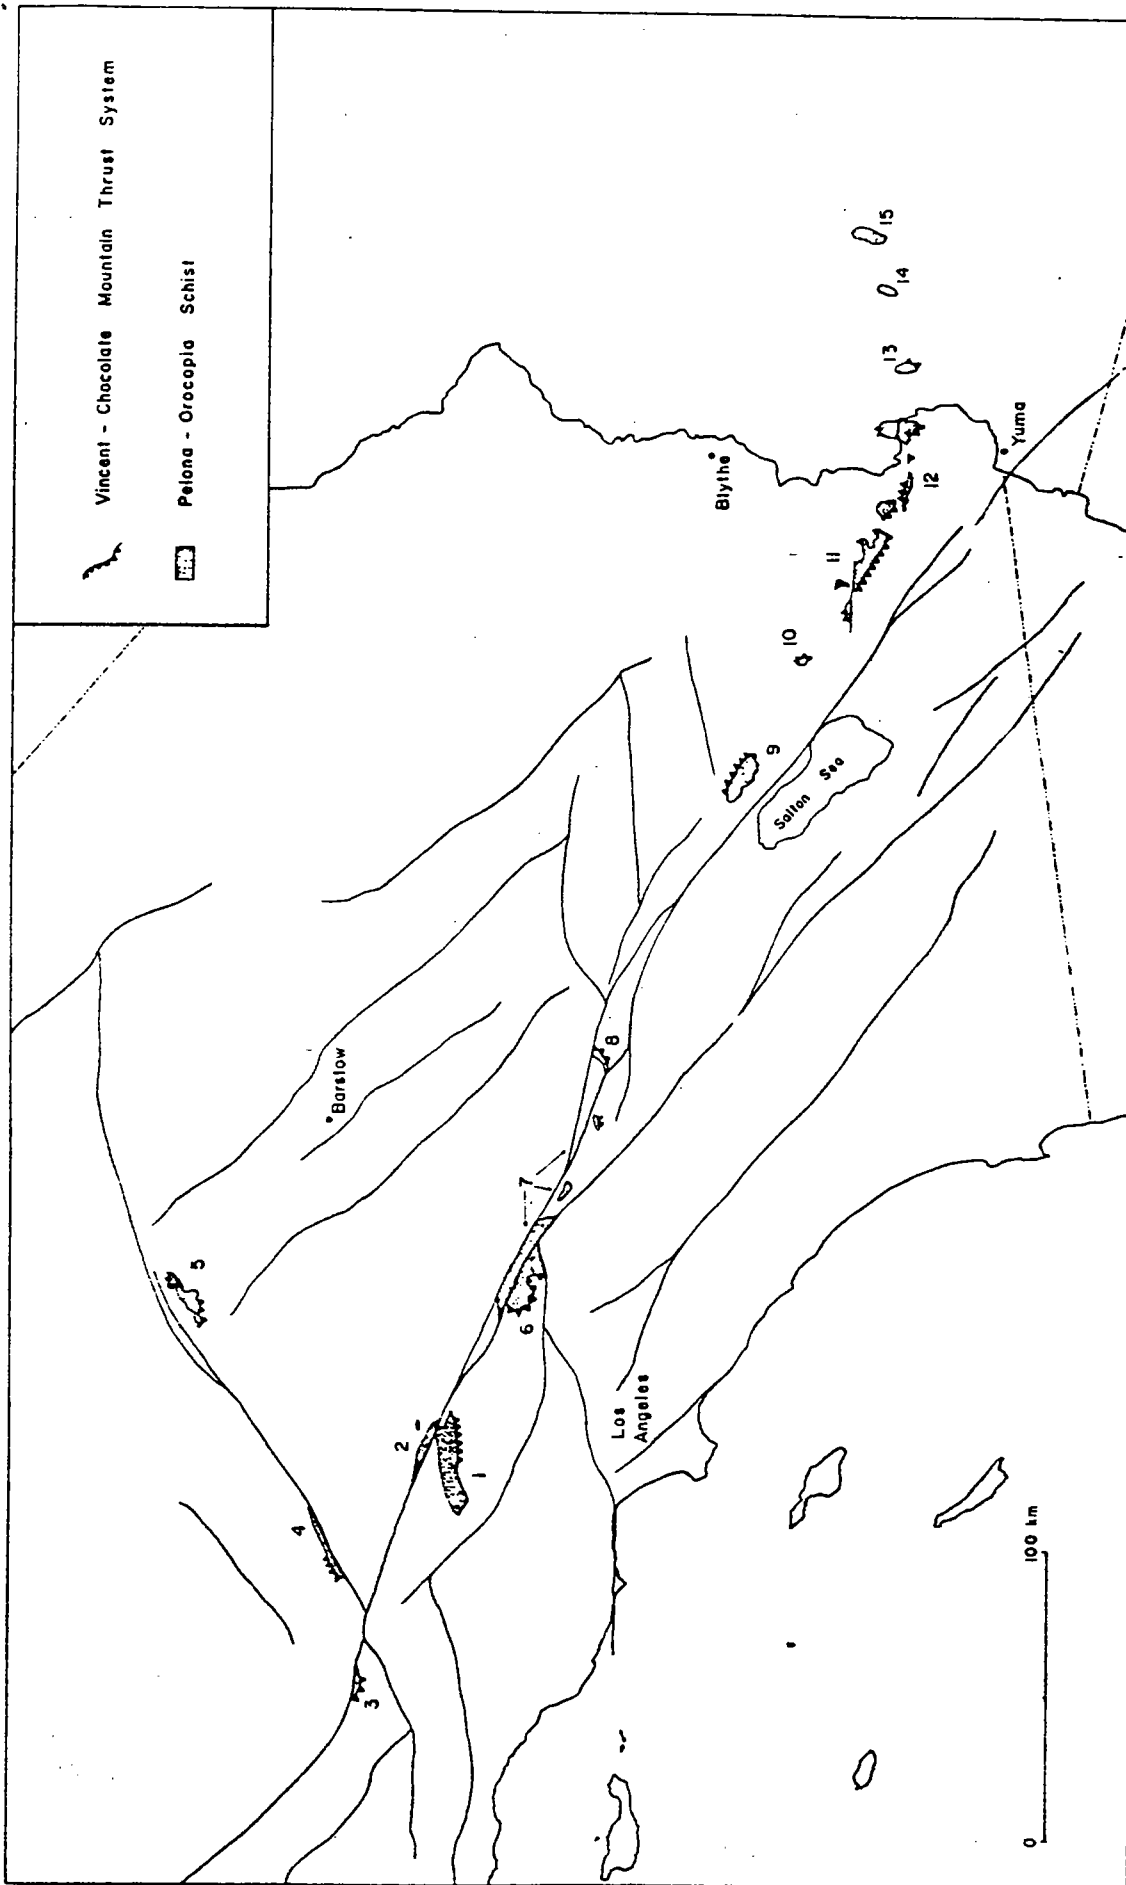 Vincent - Chocolate Mountain Thrust System
Pelona - Orocopia Schist
Barstow
Blythe
Yuma
Salton Sea
Los
Angeles
1
2
3
4
5
6
7
8
9
10
11
12
13
14
15
0
100 km